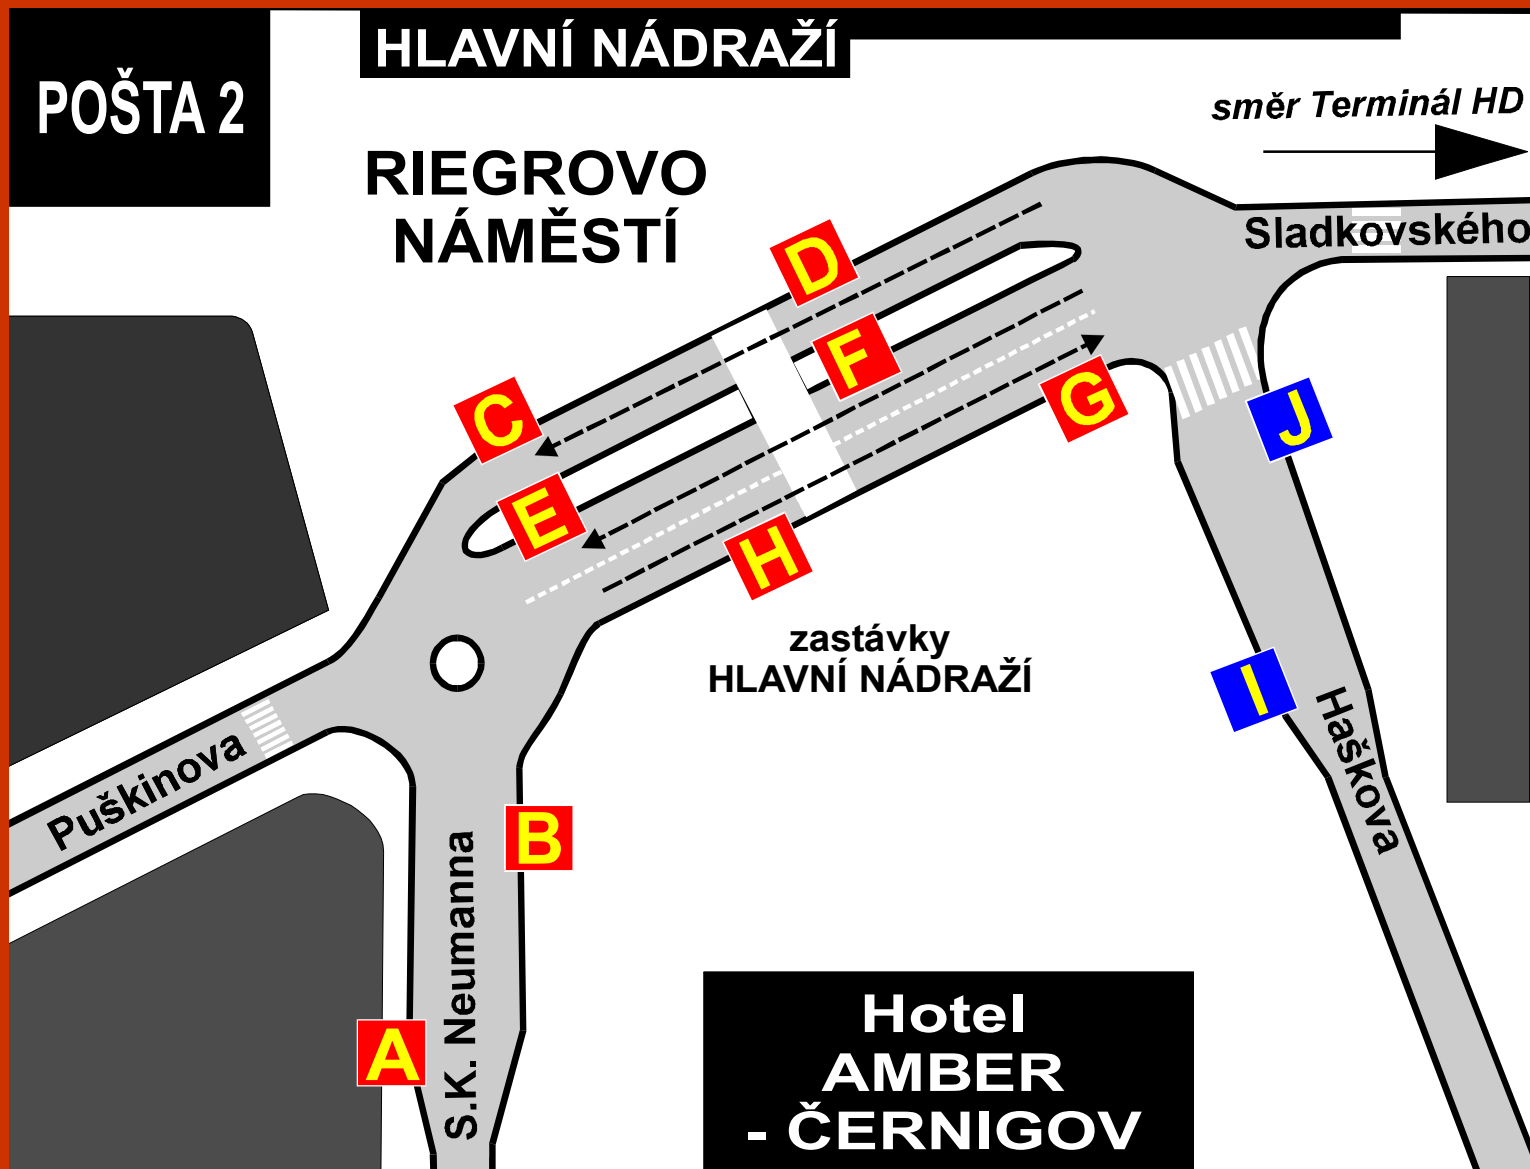 HLAVNÍ NÁDRAŽÍ
POŠTA 2
směr Terminál HD
RIEGROVO
NÁMĚSTÍ
Sladkovského
D
F
C
G
J
E
H
zastávky
HLAVNÍ NÁDRAŽÍ
I
Haškova
Puškinova
B
S.K. Neumanna
A
Hotel
AMBER
- ČERNIGOV